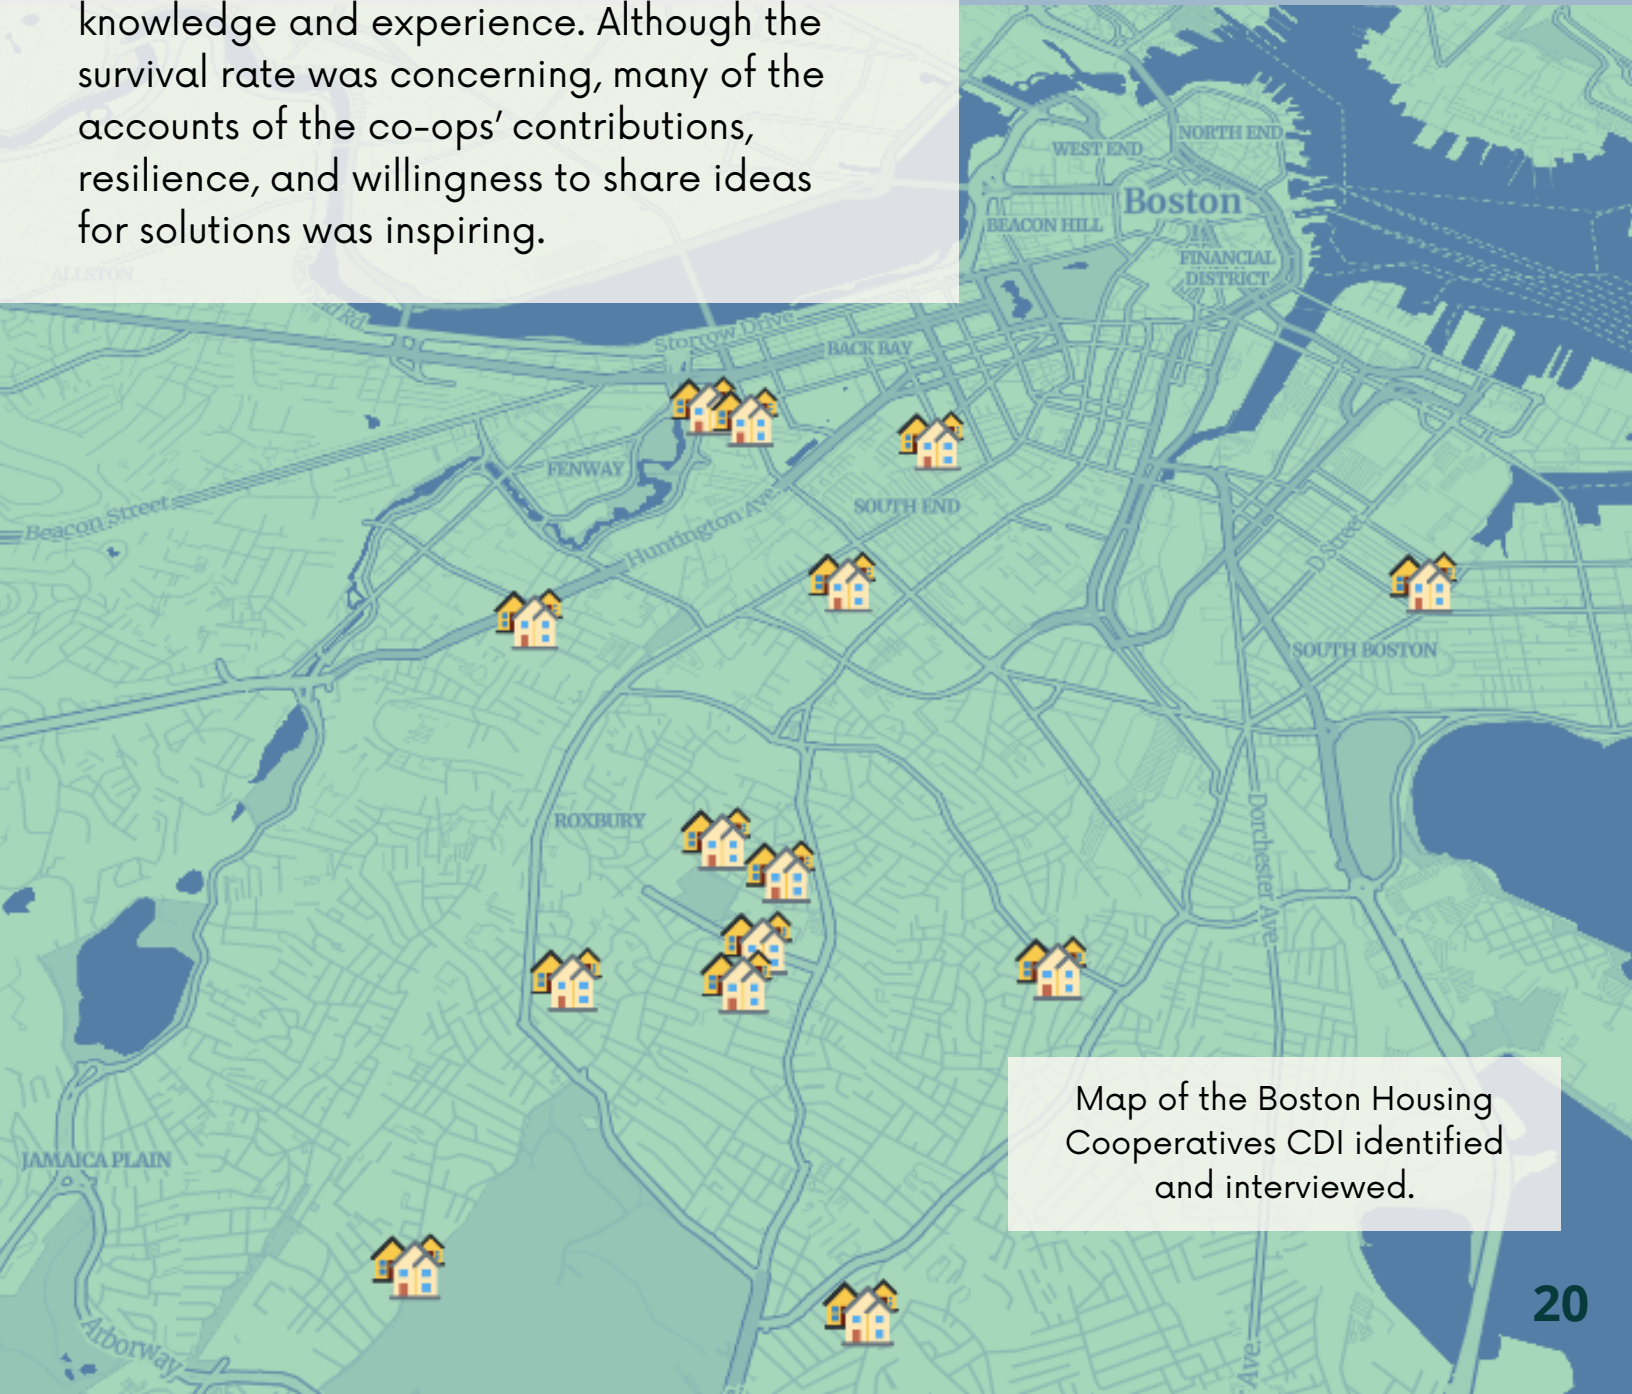 knowledge and experience. Although the
survival rate was concerning, many of the
accounts of the co-ops’ contributions,
resilience, and willingness to share ideas
for solutions was inspiring.
ALLSTON
NORTH END
WEST END
Boston
BEACON HILL
FINANCIAL
DISTRICT
Storrow Drive
BACK BAY
FENWAY
Beacon Street
Huntington Ave
SOUTH END
D Street
SOUTH BOSTON
ROXBURY
Dorchester Ave
Map of the Boston Housing
Cooperatives CDI identified
and interviewed.
JAMAICA PLAIN
Arborway
Ave.
20